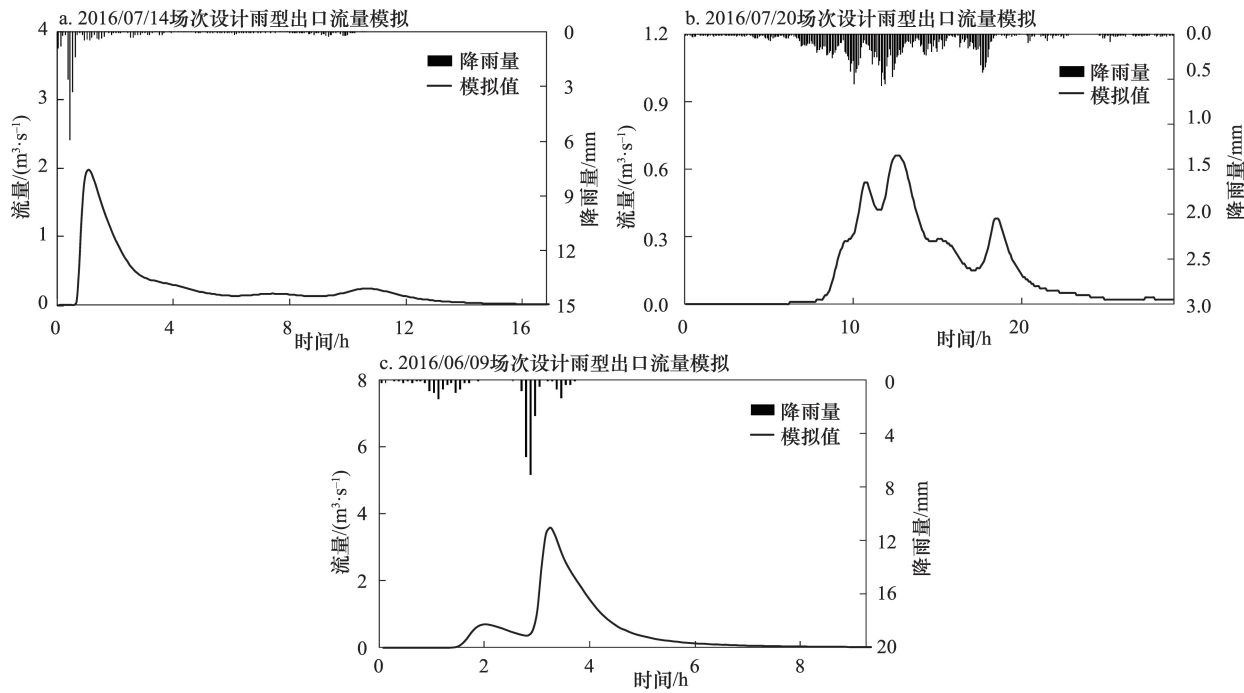 a. 2016/07/14场次设计雨型出口流量模拟
4
3
2
1
0
流量/(m³·s⁻¹)
0
3
6
9
12
15
降雨量/mm
降雨量
模拟值
0
4
8
12
16
时间/h
b. 2016/07/20场次设计雨型出口流量模拟
1.2
0.9
0.6
0.3
0.0
流量/(m³·s⁻¹)
0.0
0.5
1.0
1.5
2.0
2.5
3.0
降雨量/mm
降雨量
模拟值
0
10
20
时间/h
c. 2016/06/09场次设计雨型出口流量模拟
8
6
4
2
0
流量/(m³·s⁻¹)
0
4
8
12
16
20
降雨量/mm
降雨量
模拟值
0
2
4
6
8
时间/h